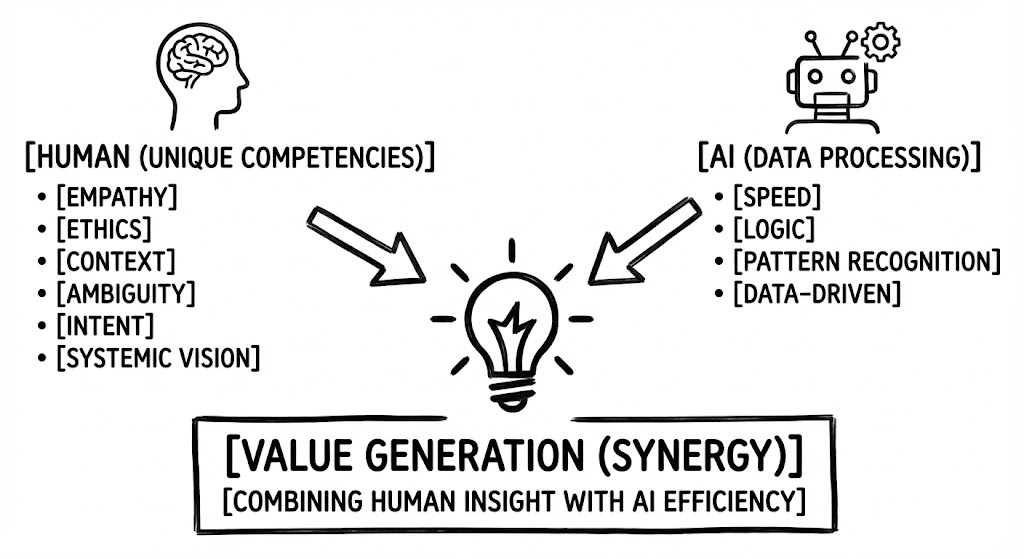 [HUMAN (UNIQUE COMPETENCIES)]
• [EMPATHY]
• [ETHICS]
• [CONTEXT]
• [AMBIGUITY]
• [INTENT]
• [SYSTEMIC VISION]
[AI (DATA PROCESSING)]
• [SPEED]
• [LOGIC]
• [PATTERN RECOGNITION]
• [DATA-DRIVEN]
[VALUE GENERATION (SYNERGY)]
[COMBINING HUMAN INSIGHT WITH AI EFFICIENCY]